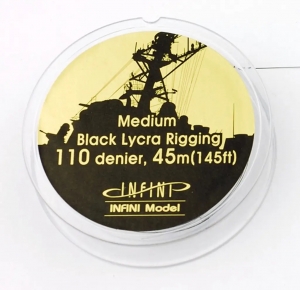 Medium
Black Lycra Rigging
110 denier, 45m(145ft)
INFINI
INFINI Model